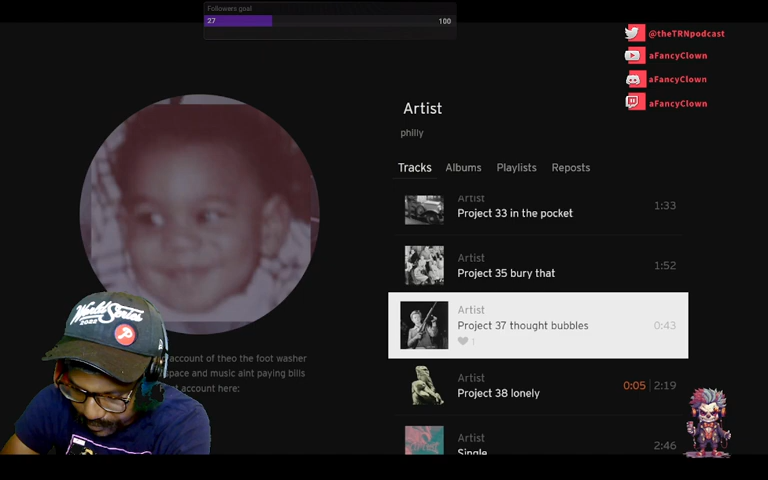 Followers goal
27
100
@theTRNpodcast
aFancyClown
aFancyClown
aFancyClown
Artist
philly
Tracks
Albums
Playlists
Reposts
Artist
Project 33 in the pocket
1:33
Artist
Project 35 bury that
1:52
Artist
Project 37 thought bubbles
0:43
1
Artist
Project 38 lonely
0:05
2:19
Artist
Single
2:46
account of theo the foot washer
space and music aint paying bills
account here:
World Series
2022
P